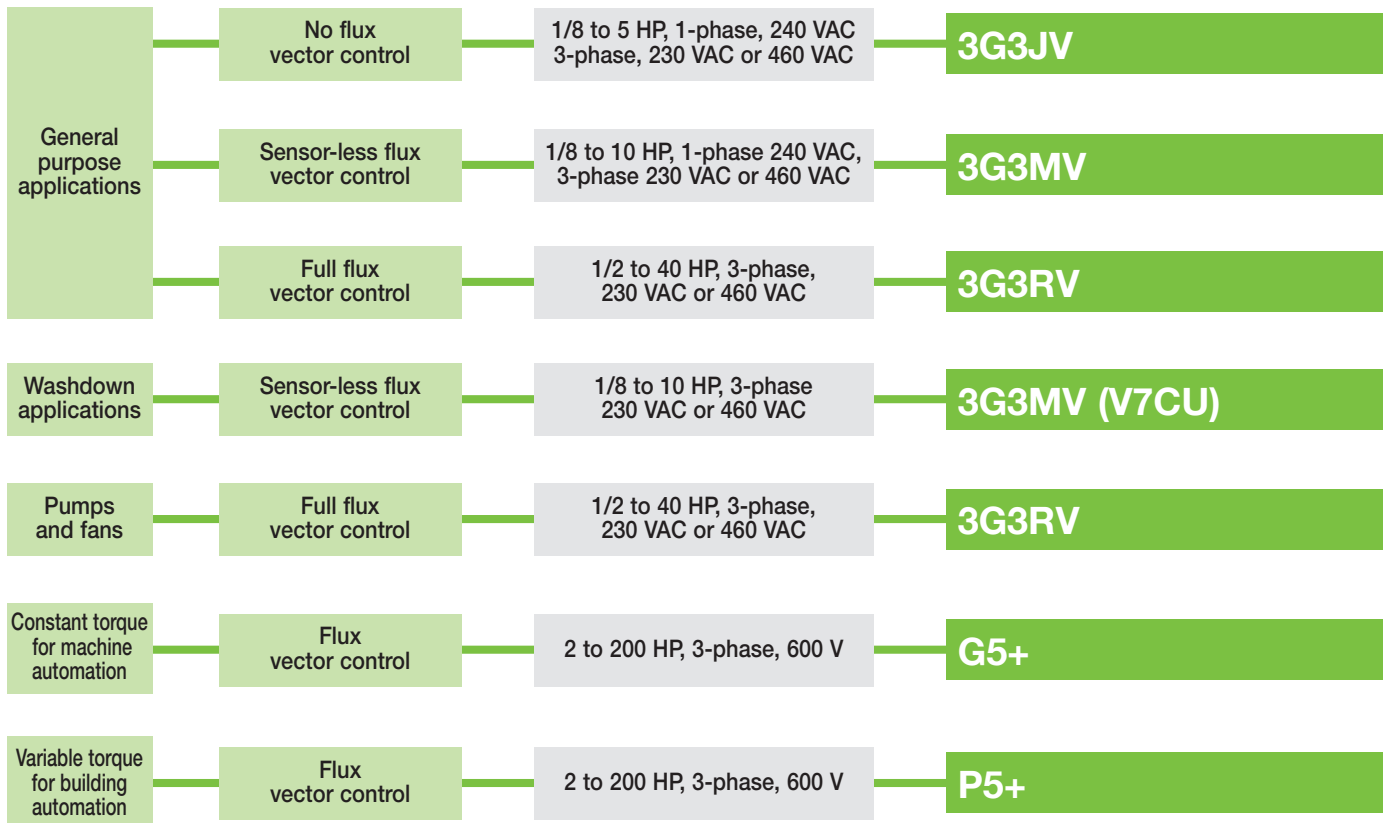 General
purpose
applications
No flux
vector control
1/8 to 5 HP, 1-phase, 240 VAC
3-phase, 230 VAC or 460 VAC
3G3JV
Sensor-less flux
vector control
1/8 to 10 HP, 1-phase 240 VAC,
3-phase 230 VAC or 460 VAC
3G3MV
Full flux
vector control
1/2 to 40 HP, 3-phase,
230 VAC or 460 VAC
3G3RV
Washdown
applications
Sensor-less flux
vector control
1/8 to 10 HP, 3-phase
230 VAC or 460 VAC
3G3MV (V7CU)
Pumps
and fans
Full flux
vector control
1/2 to 40 HP, 3-phase,
230 VAC or 460 VAC
3G3RV
Constant torque
for machine
automation
Flux
vector control
2 to 200 HP, 3-phase, 600 V
G5+
Variable torque
for building
automation
Flux
vector control
2 to 200 HP, 3-phase, 600 V
P5+